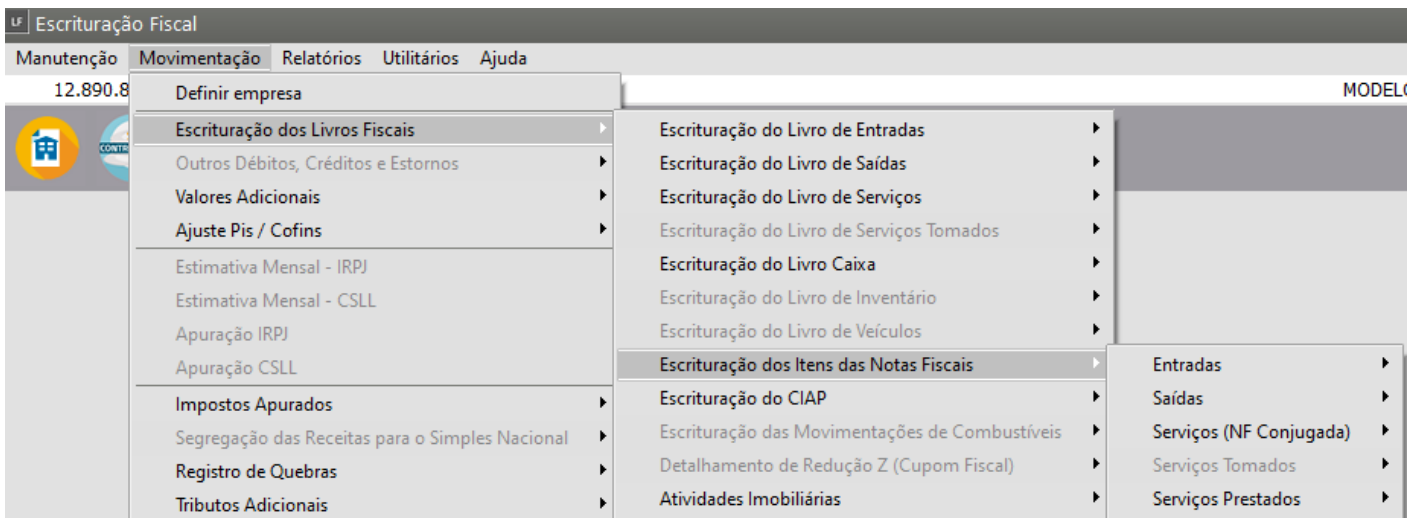 LF Escrituração Fiscal
Manutenção Movimentação Relatórios Utilitários Ajuda
12.890.8
MODELO
Definir empresa
Escrituração dos Livros Fiscais
Outros Débitos, Créditos e Estornos
Valores Adicionais
Ajuste Pis / Cofins
Estimativa Mensal - IRPJ
Estimativa Mensal - CSLL
Apuração IRPJ
Apuração CSLL
Impostos Apurados
Segregação das Receitas para o Simples Nacional
Registro de Quebras
Tributos Adicionais
Escrituração do Livro de Entradas
Escrituração do Livro de Saídas
Escrituração do Livro de Serviços
Escrituração do Livro de Serviços Tomados
Escrituração do Livro Caixa
Escrituração do Livro de Inventário
Escrituração do Livro de Veículos
Escrituração dos Itens das Notas Fiscais
Escrituração do CIAP
Escrituração das Movimentações de Combustíveis
Detalhamento de Redução Z (Cupom Fiscal)
Atividades Imobiliárias
Entradas
Saídas
Serviços (NF Conjugada)
Serviços Tomados
Serviços Prestados